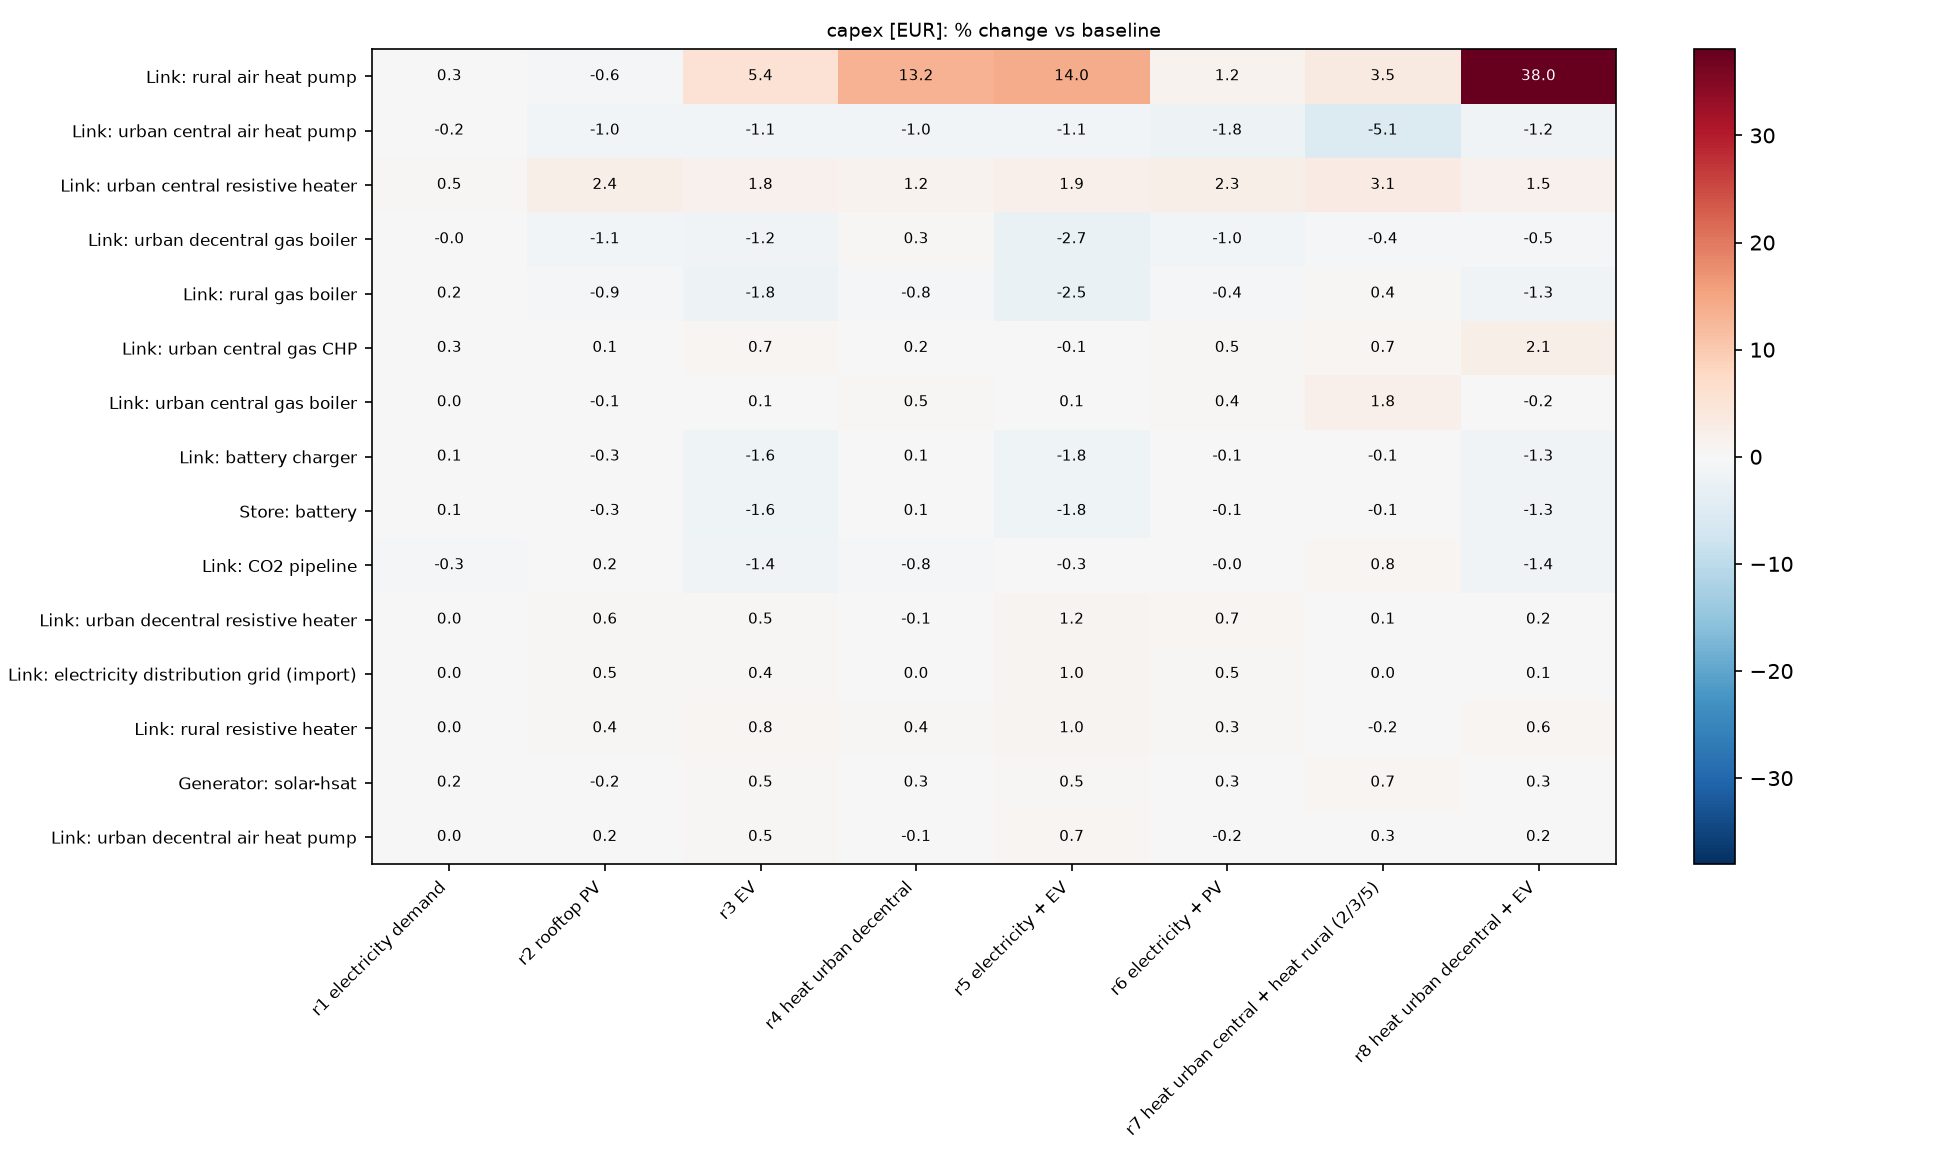 capex [EUR]: % change vs baseline
Link: rural air heat pump 0.3 -0.6 5.4 13.2 14.0 1.2 3.5 38.0
Link: urban central air heat pump -0.2 -1.0 -1.1 -1.0 -1.1 -1.8 -5.1 -1.2
Link: urban central resistive heater 0.5 2.4 1.8 1.2 1.9 2.3 3.1 1.5
Link: urban decentral gas boiler -0.0 -1.1 -1.2 0.3 -2.7 -1.0 -0.4 -0.5
Link: rural gas boiler 0.2 -0.9 -1.8 -0.8 -2.5 -0.4 0.4 -1.3
Link: urban central gas CHP 0.3 0.1 0.7 0.2 -0.1 0.5 0.7 2.1
Link: urban central gas boiler 0.0 -0.1 0.1 0.5 0.1 0.4 1.8 -0.2
Link: battery charger 0.1 -0.3 -1.6 0.1 -1.8 -0.1 -0.1 -1.3
Store: battery 0.1 -0.3 -1.6 0.1 -1.8 -0.1 -0.1 -1.3
Link: CO2 pipeline -0.3 0.2 -1.4 -0.8 -0.3 -0.0 0.8 -1.4
Link: urban decentral resistive heater 0.0 0.6 0.5 -0.1 1.2 0.7 0.1 0.2
Link: electricity distribution grid (import) 0.0 0.5 0.4 0.0 1.0 0.5 0.0 0.1
Link: rural resistive heater 0.0 0.4 0.8 0.4 1.0 0.3 -0.2 0.6
Generator: solar-hsat 0.2 -0.2 0.5 0.3 0.5 0.3 0.7 0.3
Link: urban decentral air heat pump 0.0 0.2 0.5 -0.1 0.7 -0.2 0.3 0.2
r1 electricity demand
r2 rooftop PV
r3 EV
r4 heat urban decentral
r5 electricity + EV
r6 electricity + PV
r7 heat urban central + heat rural (2/3/5)
r8 heat urban decentral + EV
30
20
10
0
−10
−20
−30